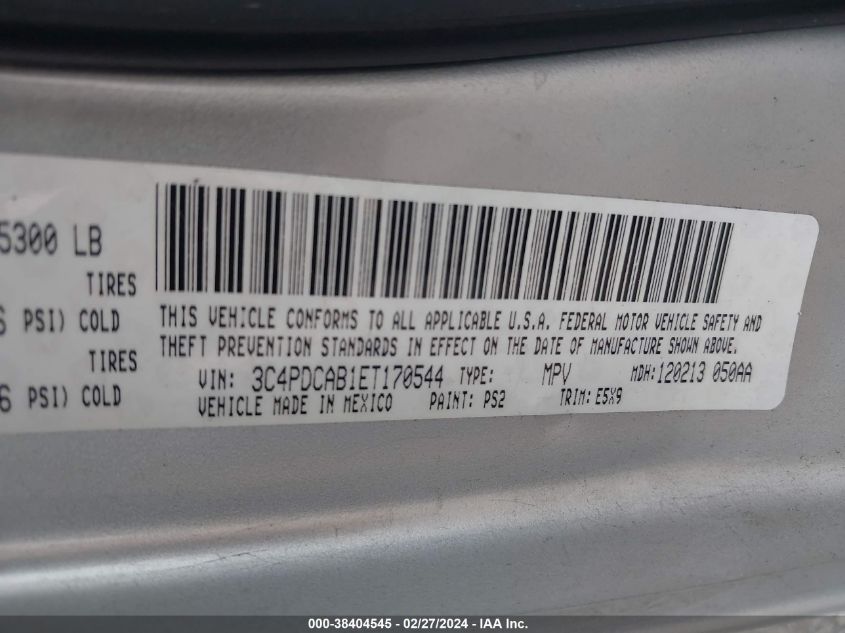 5300 LB
TIRES
PSI) COLD
TIRES
PSI) COLD
THIS VEHICLE CONFORMS TO ALL APPLICABLE U.S.A. FEDERAL MOTOR VEHICLE SAFETY AND
THEFT PREVENTION STANDARDS IN EFFECT ON THE DATE OF MANUFACTURE SHOWN ABOVE.
VIN: 3C4PDCAB1ET170544 TYPE: MPV MDH: 120213 050AA
VEHICLE MADE IN MEXICO PAINT: PS2 TRIM: E5X9
000-38404545 - 02/27/2024 - IAA Inc.